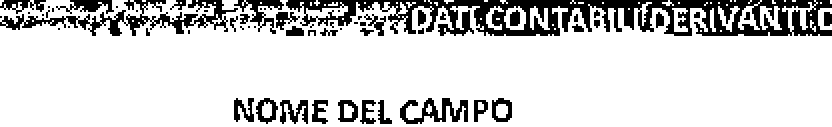 DATI CONTABILI DERIVANTI D
NOME DEL CAMPO